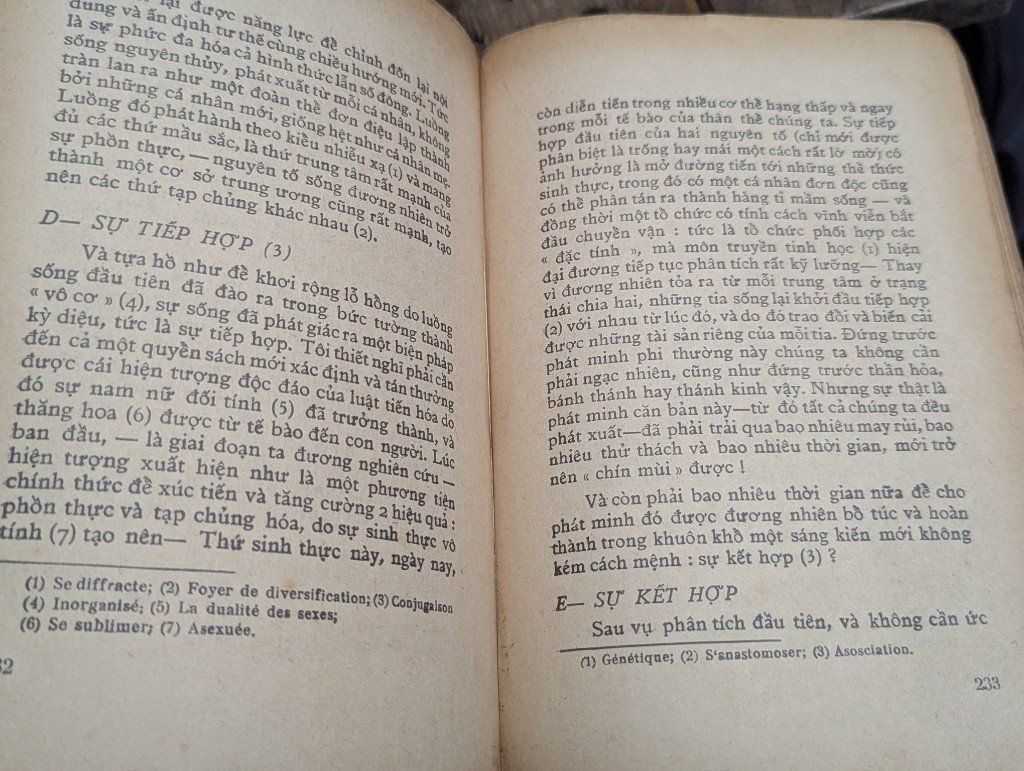 lại được năng lực để chỉnh đốn lại nội
dung và ấn định tư thế cùng chiều hướng mới. Tức
là sự phức đa hóa cả hình thức lẫn số đông. Luồng
sống nguyên thủy, phát xuất từ mỗi cá nhân, không
tràn lan ra như một đoàn thể đơn điệu lập thành
bởi những cá nhân mới, giống hệt như cá nhân mẹ.
Luồng đó phát hành theo kiểu nhiễu xạ (1) và mang
đủ các thứ mầu sắc, là thứ trung tâm rất mạnh của
sự phồn thực, — nguyên tố sống đương nhiên trở
thành một cơ sở trung ương cũng rất mạnh, tạo
nên các thứ tạp chủng khác nhau (2).
D— SỰ TIẾP HỢP (3)
Và tựa hồ như để khơi rộng lỗ hồng do luồng
sống đầu tiên đã đào ra trong bức tường thành
« vô cơ » (4), sự sống đã phát giác ra một biện pháp
kỳ diệu, tức là sự tiếp hợp. Tôi thiết nghĩ phải cần
đến cả một quyển sách mới xác định và tán thưởng
được cái hiện tượng độc đáo của luật tiến hóa do
đó sự nam nữ đối tính (5) đã trưởng thành, và
thăng hoa (6) được từ tế bào đến con người. Lúc
ban đầu, — là giai đoạn ta đương nghiên cứu —
hiện tượng xuất hiện như là một phương tiện
chính thức để xúc tiến và tăng cường 2 hiệu quả :
phồn thực và tạp chủng hóa, do sự sinh thực vô
tính (7) tạo nên— Thứ sinh thực này, ngày nay,
(1) Se diffracte; (2) Foyer de diversification; (3) Conjugaison
(4) Inorganisé; (5) La dualité des sexes;
(6) Se sublimer; (7) Asexuée.
32
còn diễn tiến trong nhiều cơ thể hạng thấp và ngay
trong mỗi tế bào của thân thể chúng ta. Sự tiếp
hợp đầu tiên của hai nguyên tố (chỉ mới được
phân biệt là trống hay mái một cách rất lờ mờ) có
ảnh hưởng là mở đường tiến tới những thể thức
sinh thực, trong đó có một cá nhân đơn độc cũng
có thể phân tán ra thành hàng tỉ mầm sống — và
đồng thời một tổ chức có tính cách vĩnh viễn bắt
đầu chuyển vận : tức là tổ chức phối hợp các
« đặc tính », mà môn truyền tinh học (1) hiện
đại đương tiếp tục phân tích rất kỹ lưỡng— Thay
vì đương nhiên tỏa ra từ mỗi trung tâm ở trạng
thái chia hai, những tia sống lại khởi đầu tiếp hợp
(2) với nhau từ lúc đó, và do đó trao đổi và biến cải
được những tài sản riêng của mỗi tia. Đứng trước
phát minh phi thường này chúng ta không cần
phải ngạc nhiên, cũng như đứng trước thần hỏa,
bánh thánh hay thánh kinh vậy. Nhưng sự thật là
phát minh căn bản này—từ đó tất cả chúng ta đều
phát xuất—đã phải trải qua bao nhiêu may rủi, bao
nhiêu thử thách và bao nhiêu thời gian, mới trở
nên « chín mùi » được !
Và còn phải bao nhiêu thời gian nữa để cho
phát minh đó được đương nhiên bổ túc và hoàn
thành trong khuôn khổ một sáng kiến mới không
kém cách mệnh : sự kết hợp (3) ?
E— SỰ KẾT HỢP
Sau vụ phân tích đầu tiên, và không cần ức
(1) Génétique; (2) S'anastomoser; (3) Asosciation.
233